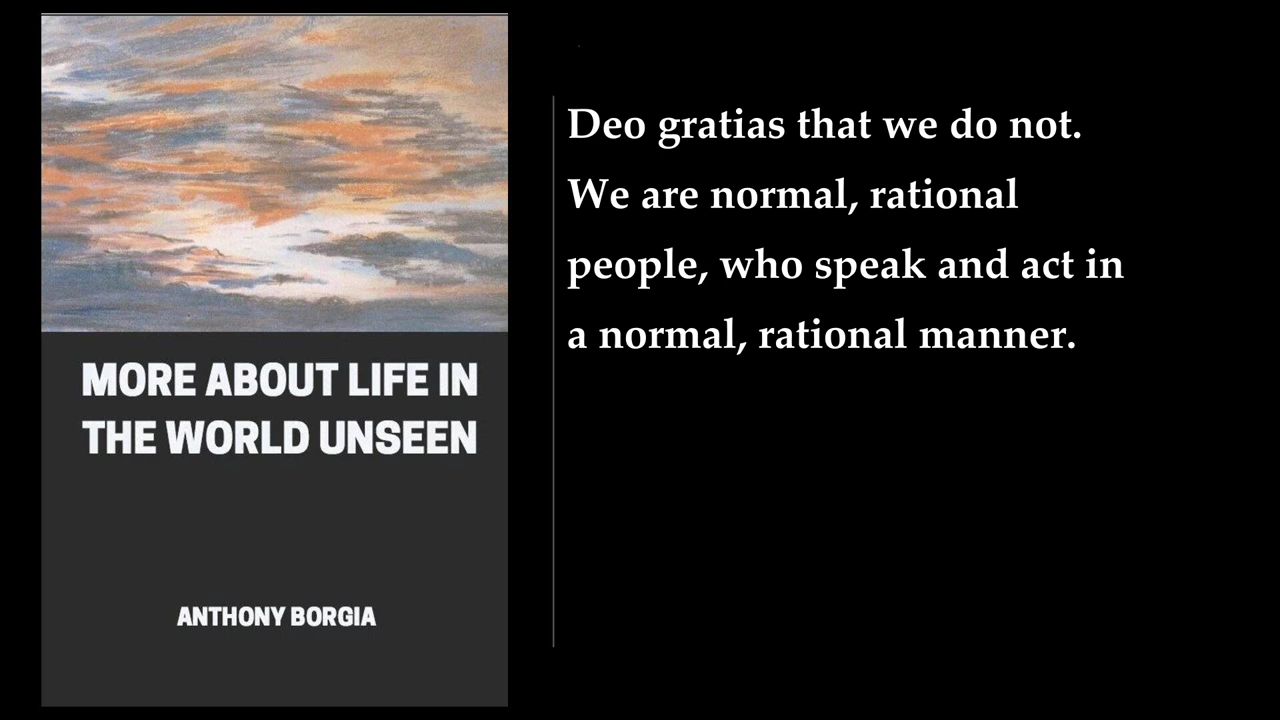 MORE ABOUT LIFE IN
THE WORLD UNSEEN
ANTHONY BORGIA
Deo gratias that we do not.
We are normal, rational
people, who speak and act in
a normal, rational manner.